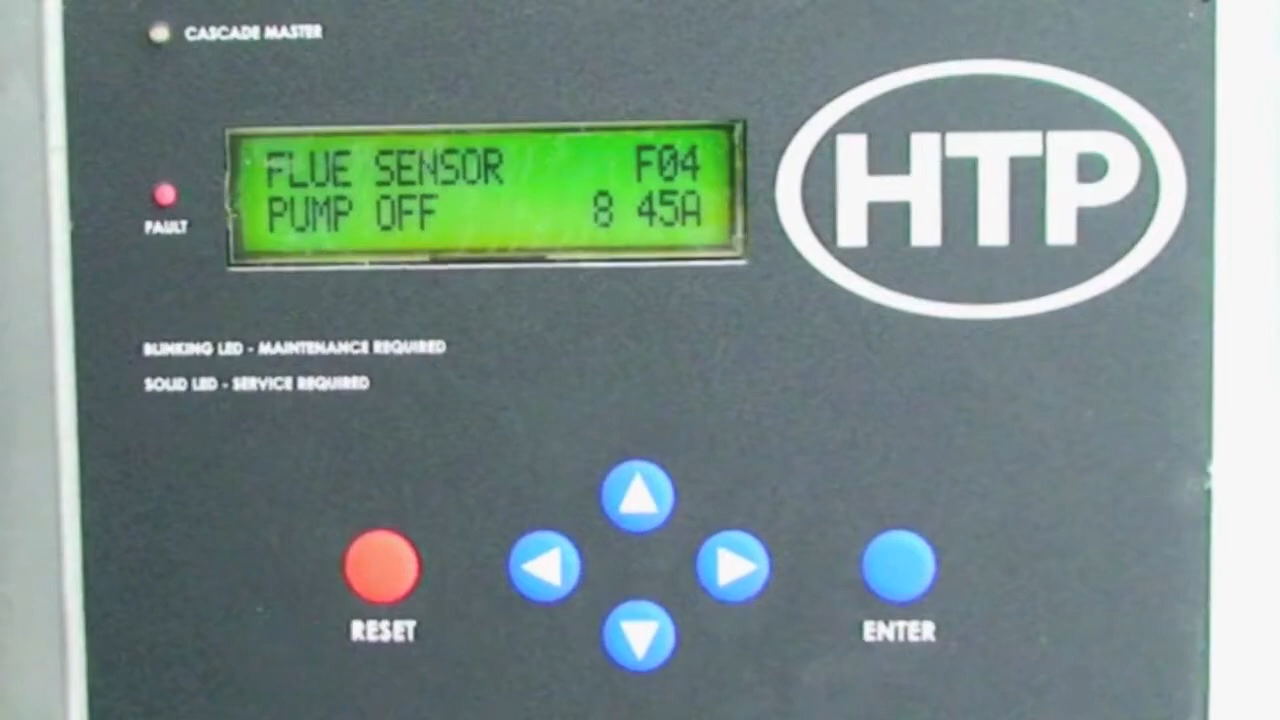 CASCADE MASTER
HTP
FLUE SENSOR F04
PUMP OFF 8 45A
FAULT
BLINKING LED - MAINTENANCE REQUIRED
SOLID LED - SERVICE REQUIRED
RESET
ENTER